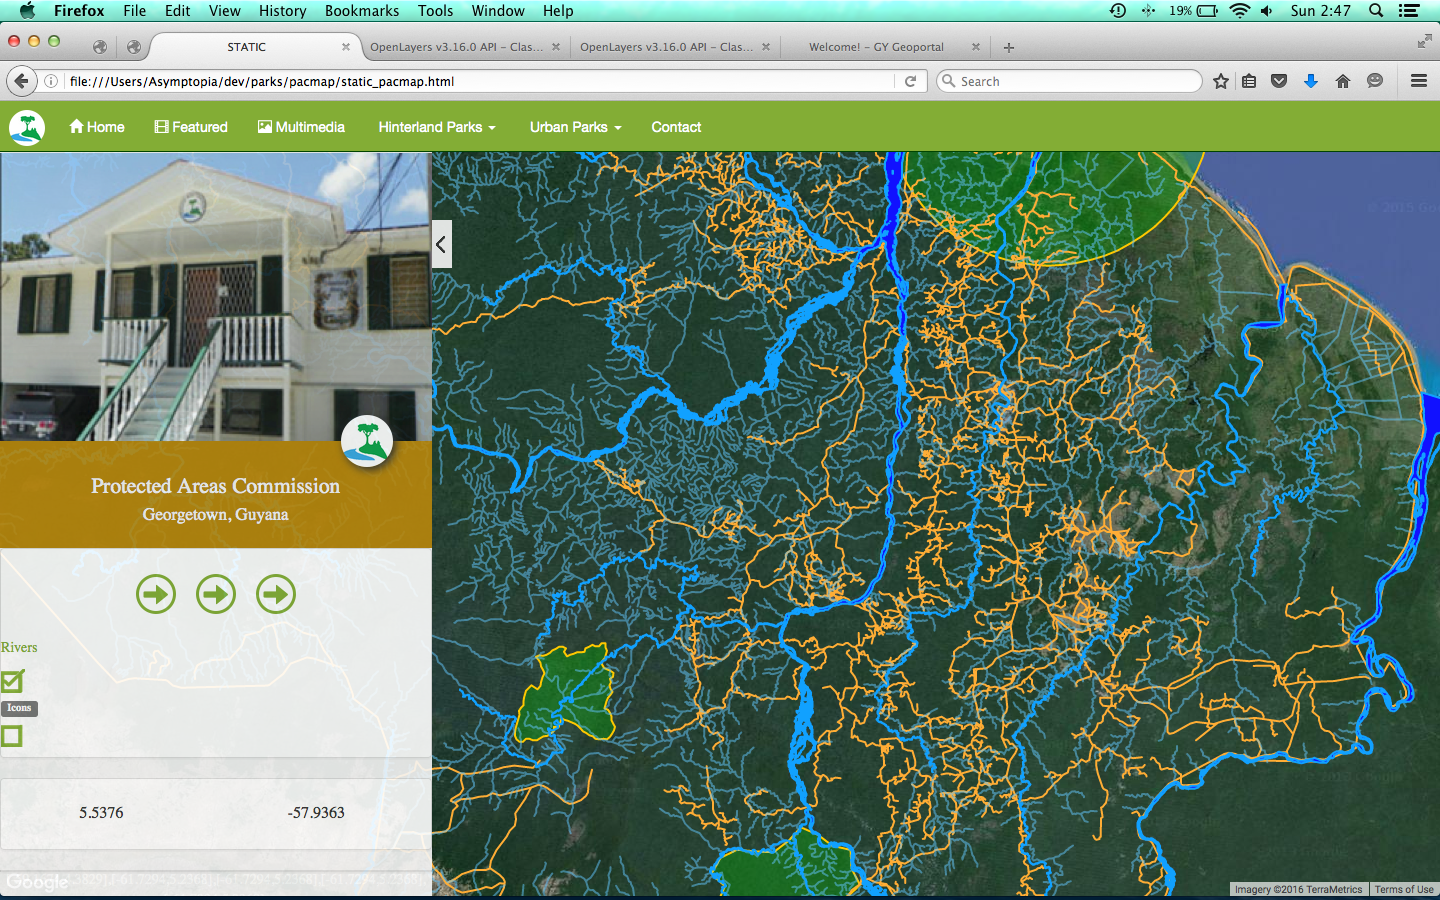 Firefox File Edit View History Bookmarks Tools Window Help 19% Sun 2:47
STATIC
OpenLayers v3.16.0 API - Clas...
OpenLayers v3.16.0 API - Clas...
Welcome! - GY Geoportal
file:///Users/Asymptopia/dev/parks/pacmap/static_pacmap.html
Search
Home Featured Multimedia Hinterland Parks Urban Parks Contact
Protected Areas Commission
Georgetown, Guyana
Rivers
Icons
5.5376 -57.9363
Google
Imagery ©2016 TerraMetrics Terms of Use